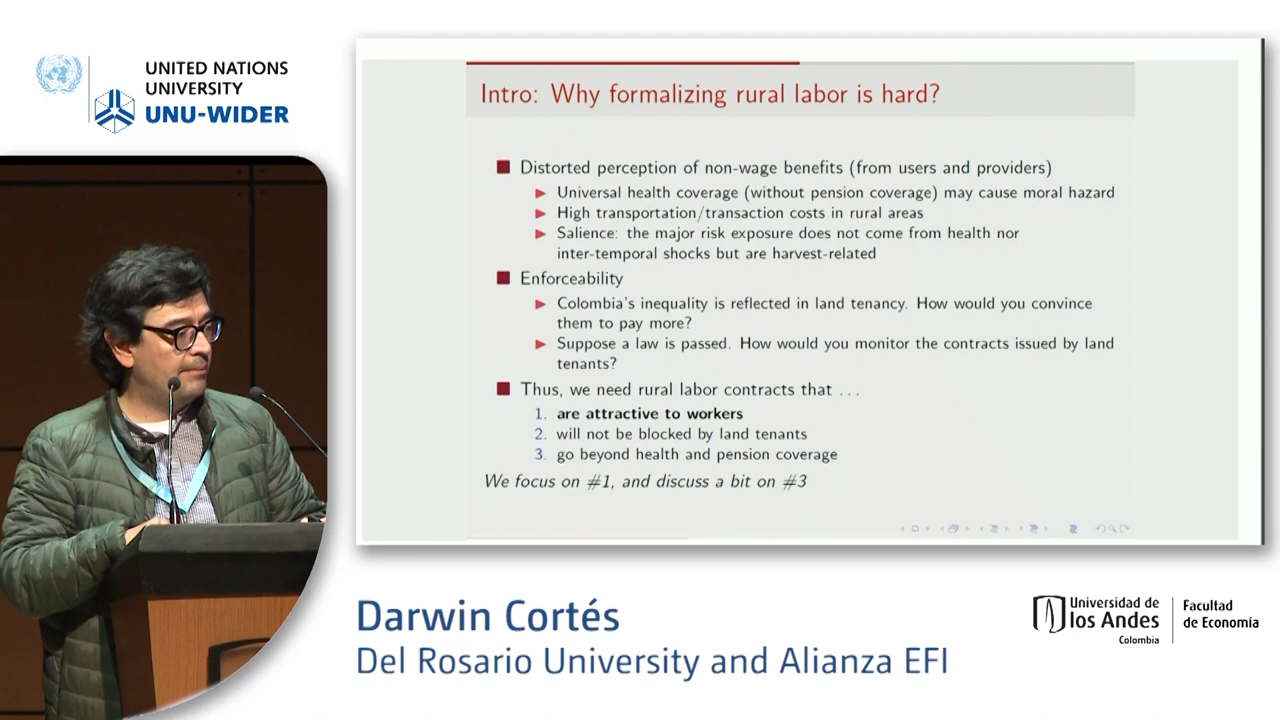 UNITED NATIONS
UNIVERSITY
UNU-WIDER
Intro: Why formalizing rural labor is hard?
Distorted perception of non-wage benefits (from users and providers)
Universal health coverage (without pension coverage) may cause moral hazard
High transportation/transaction costs in rural areas
Salience: the major risk exposure does not come from health nor
inter-temporal shocks but are harvest-related
Enforceability
Colombia's inequality is reflected in land tenancy. How would you convince
them to pay more?
Suppose a law is passed. How would you monitor the contracts issued by land
tenants?
Thus, we need rural labor contracts that ...
1. are attractive to workers
2. will not be blocked by land tenants
3. go beyond health and pension coverage
We focus on #1, and discuss a bit on #3
Darwin Cortés
Del Rosario University and Alianza EFI
Universidad de
los Andes
Colombia
Facultad
de Economía